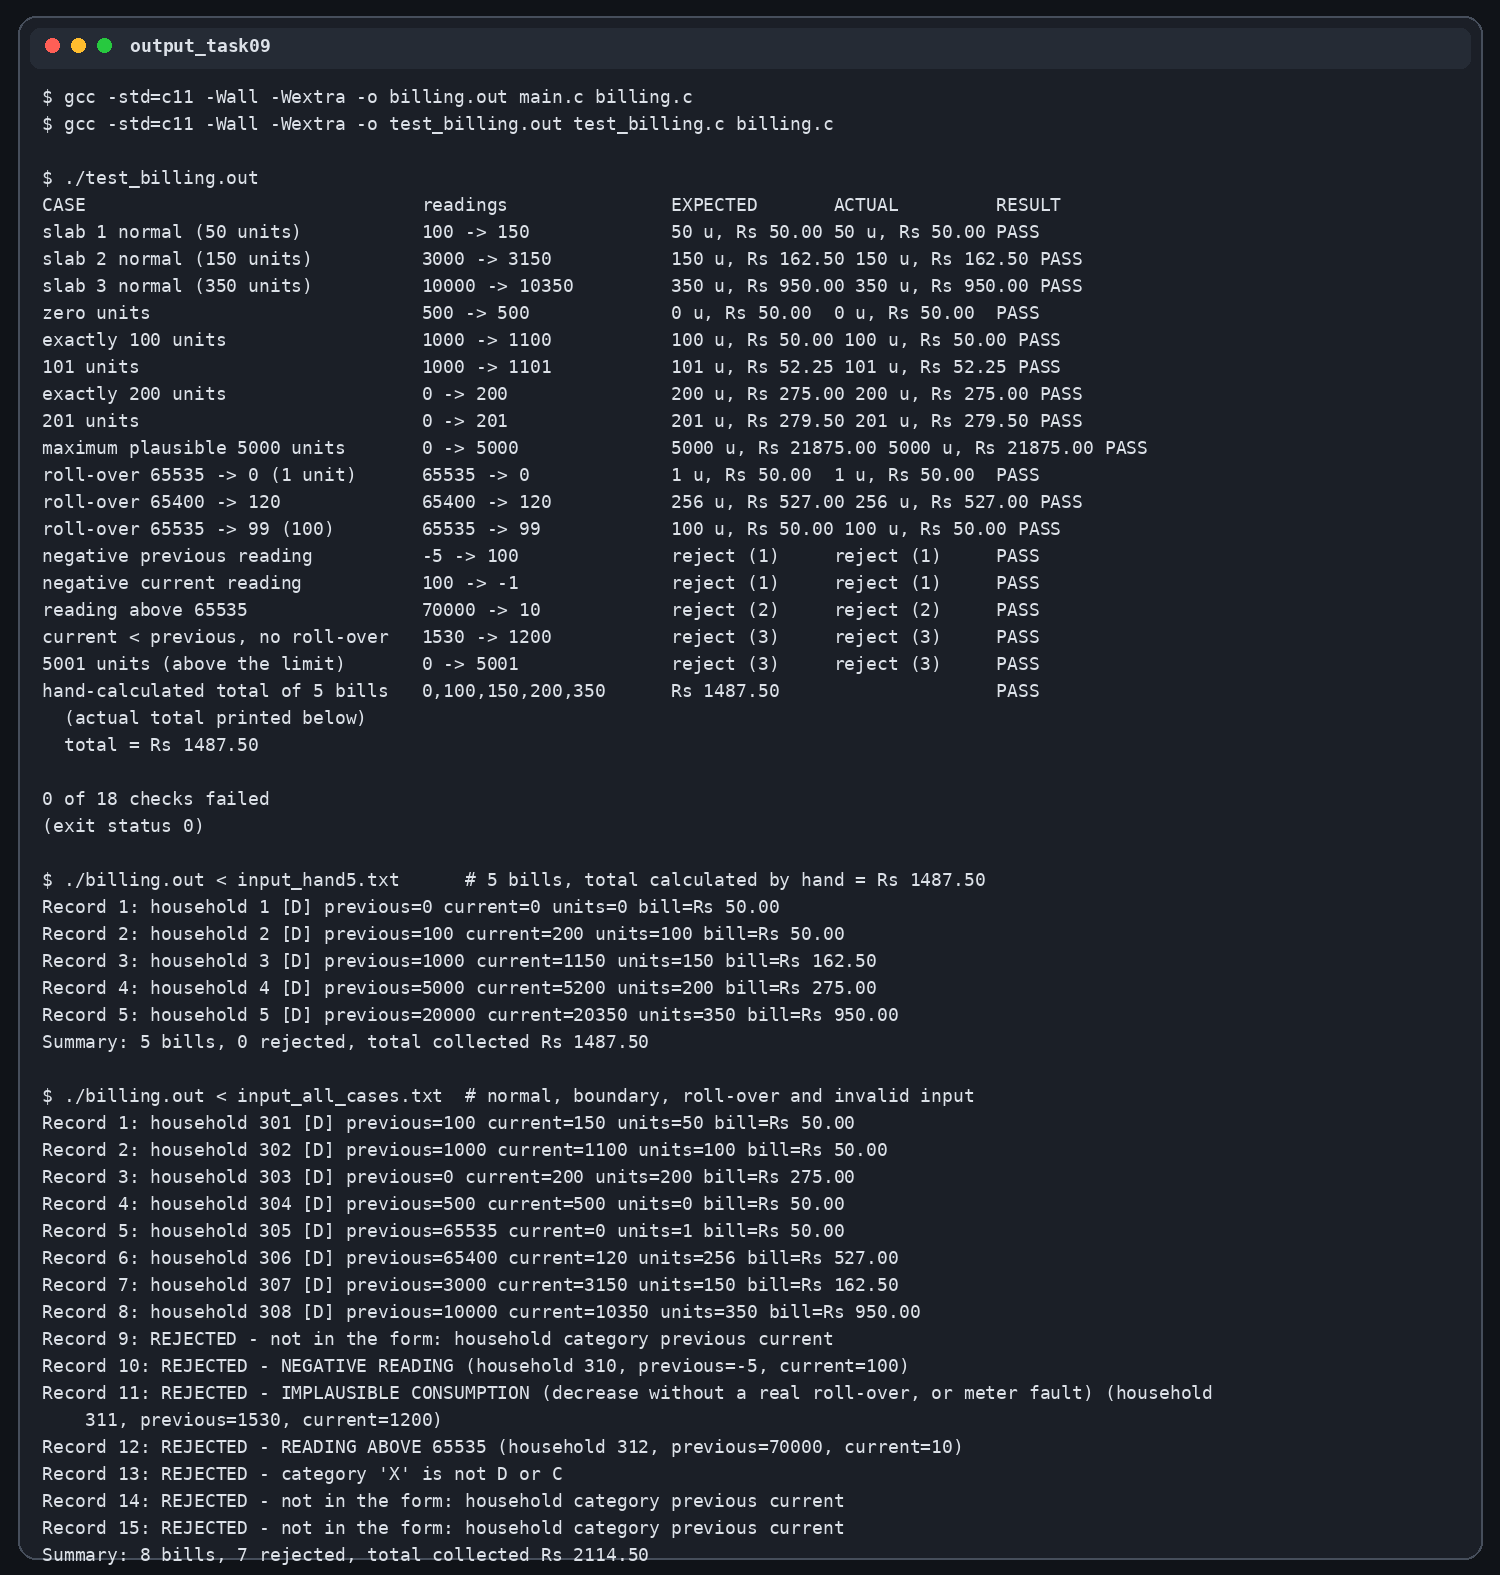 output_task09
$ gcc -std=c11 -Wall -Wextra -o billing.out main.c billing.c
$ gcc -std=c11 -Wall -Wextra -o test_billing.out test_billing.c billing.c
$ ./test_billing.out
CASE                               readings               EXPECTED       ACTUAL         RESULT
slab 1 normal (50 units)           100 -> 150             50 u, Rs 50.00 50 u, Rs 50.00 PASS
slab 2 normal (150 units)          3000 -> 3150           150 u, Rs 162.50 150 u, Rs 162.50 PASS
slab 3 normal (350 units)          10000 -> 10350         350 u, Rs 950.00 350 u, Rs 950.00 PASS
zero units                         500 -> 500             0 u, Rs 50.00  0 u, Rs 50.00  PASS
exactly 100 units                  1000 -> 1100           100 u, Rs 50.00 100 u, Rs 50.00 PASS
101 units                          1000 -> 1101           101 u, Rs 52.25 101 u, Rs 52.25 PASS
exactly 200 units                  0 -> 200               200 u, Rs 275.00 200 u, Rs 275.00 PASS
201 units                          0 -> 201               201 u, Rs 279.50 201 u, Rs 279.50 PASS
maximum plausible 5000 units       0 -> 5000              5000 u, Rs 21875.00 5000 u, Rs 21875.00 PASS
roll-over 65535 -> 0 (1 unit)      65535 -> 0             1 u, Rs 50.00  1 u, Rs 50.00  PASS
roll-over 65400 -> 120             65400 -> 120           256 u, Rs 527.00 256 u, Rs 527.00 PASS
roll-over 65535 -> 99 (100)        65535 -> 99            100 u, Rs 50.00 100 u, Rs 50.00 PASS
negative previous reading          -5 -> 100              reject (1)     reject (1)     PASS
negative current reading           100 -> -1              reject (1)     reject (1)     PASS
reading above 65535                70000 -> 10            reject (2)     reject (2)     PASS
current < previous, no roll-over   1530 -> 1200           reject (3)     reject (3)     PASS
5001 units (above the limit)       0 -> 5001              reject (3)     reject (3)     PASS
hand-calculated total of 5 bills   0,100,150,200,350      Rs 1487.50                    PASS
  (actual total printed below)
  total = Rs 1487.50
0 of 18 checks failed
(exit status 0)
$ ./billing.out < input_hand5.txt      # 5 bills, total calculated by hand = Rs 1487.50
Record 1: household 1 [D] previous=0 current=0 units=0 bill=Rs 50.00
Record 2: household 2 [D] previous=100 current=200 units=100 bill=Rs 50.00
Record 3: household 3 [D] previous=1000 current=1150 units=150 bill=Rs 162.50
Record 4: household 4 [D] previous=5000 current=5200 units=200 bill=Rs 275.00
Record 5: household 5 [D] previous=20000 current=20350 units=350 bill=Rs 950.00
Summary: 5 bills, 0 rejected, total collected Rs 1487.50
$ ./billing.out < input_all_cases.txt  # normal, boundary, roll-over and invalid input
Record 1: household 301 [D] previous=100 current=150 units=50 bill=Rs 50.00
Record 2: household 302 [D] previous=1000 current=1100 units=100 bill=Rs 50.00
Record 3: household 303 [D] previous=0 current=200 units=200 bill=Rs 275.00
Record 4: household 304 [D] previous=500 current=500 units=0 bill=Rs 50.00
Record 5: household 305 [D] previous=65535 current=0 units=1 bill=Rs 50.00
Record 6: household 306 [D] previous=65400 current=120 units=256 bill=Rs 527.00
Record 7: household 307 [D] previous=3000 current=3150 units=150 bill=Rs 162.50
Record 8: household 308 [D] previous=10000 current=10350 units=350 bill=Rs 950.00
Record 9: REJECTED - not in the form: household category previous current
Record 10: REJECTED - NEGATIVE READING (household 310, previous=-5, current=100)
Record 11: REJECTED - IMPLAUSIBLE CONSUMPTION (decrease without a real roll-over, or meter fault) (household
    311, previous=1530, current=1200)
Record 12: REJECTED - READING ABOVE 65535 (household 312, previous=70000, current=10)
Record 13: REJECTED - category 'X' is not D or C
Record 14: REJECTED - not in the form: household category previous current
Record 15: REJECTED - not in the form: household category previous current
Summary: 8 bills, 7 rejected, total collected Rs 2114.50